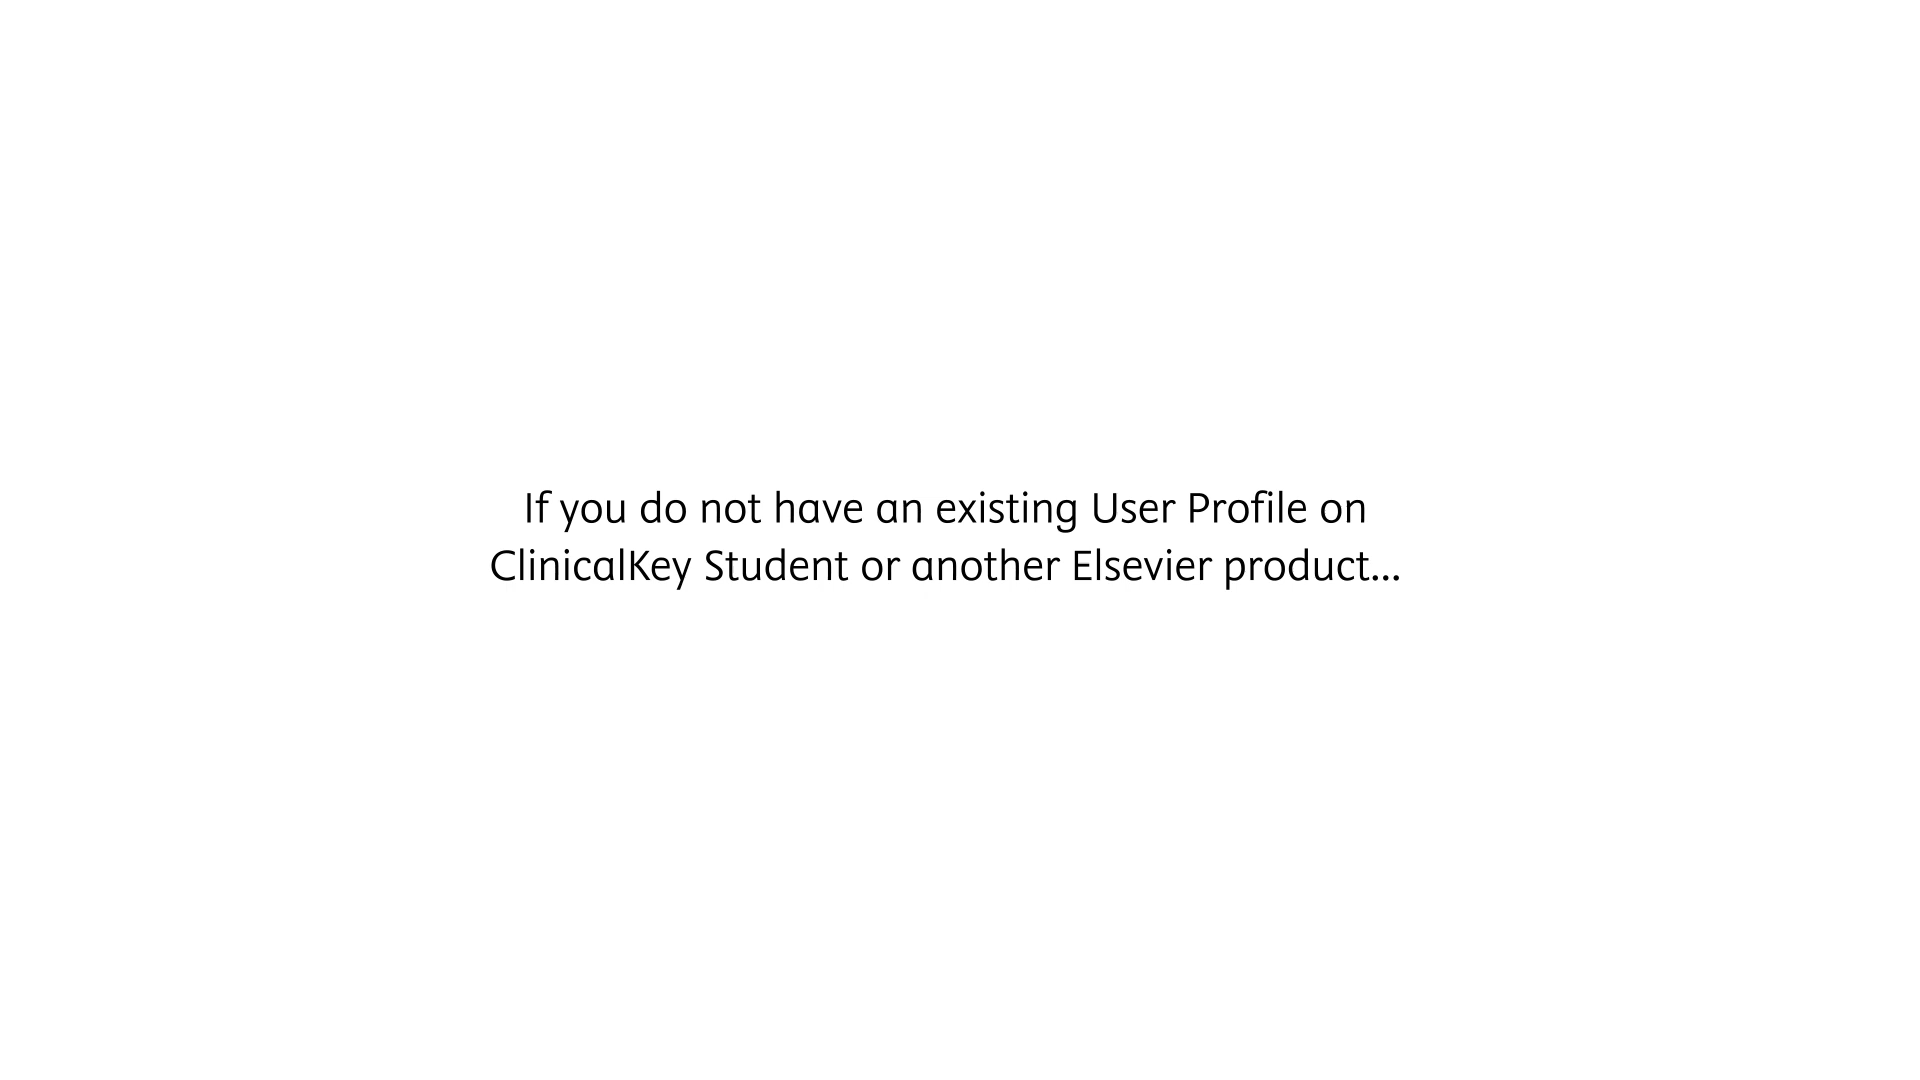 If you do not have an existing User Profile on
ClinicalKey Student or another Elsevier product...